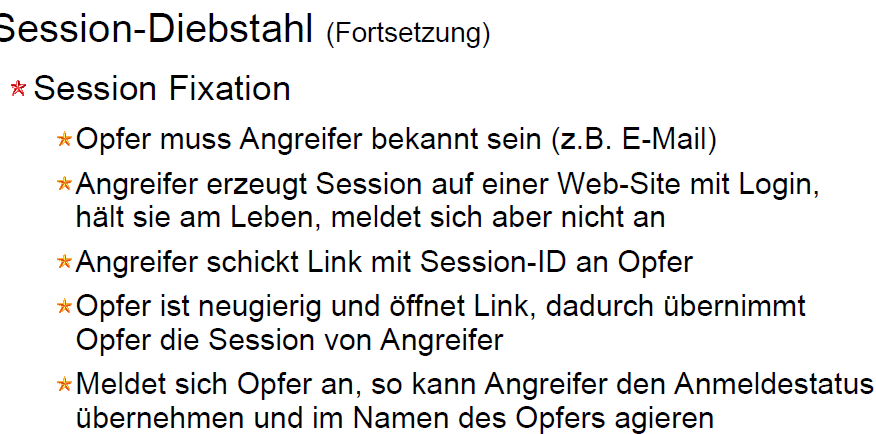 Session-Diebstahl (Fortsetzung)
Session Fixation
Opfer muss Angreifer bekannt sein (z.B. E-Mail)
Angreifer erzeugt Session auf einer Web-Site mit Login,
hält sie am Leben, meldet sich aber nicht an
Angreifer schickt Link mit Session-ID an Opfer
Opfer ist neugierig und öffnet Link, dadurch übernimmt
Opfer die Session von Angreifer
Meldet sich Opfer an, so kann Angreifer den Anmeldestatus
übernehmen und im Namen des Opfers agieren